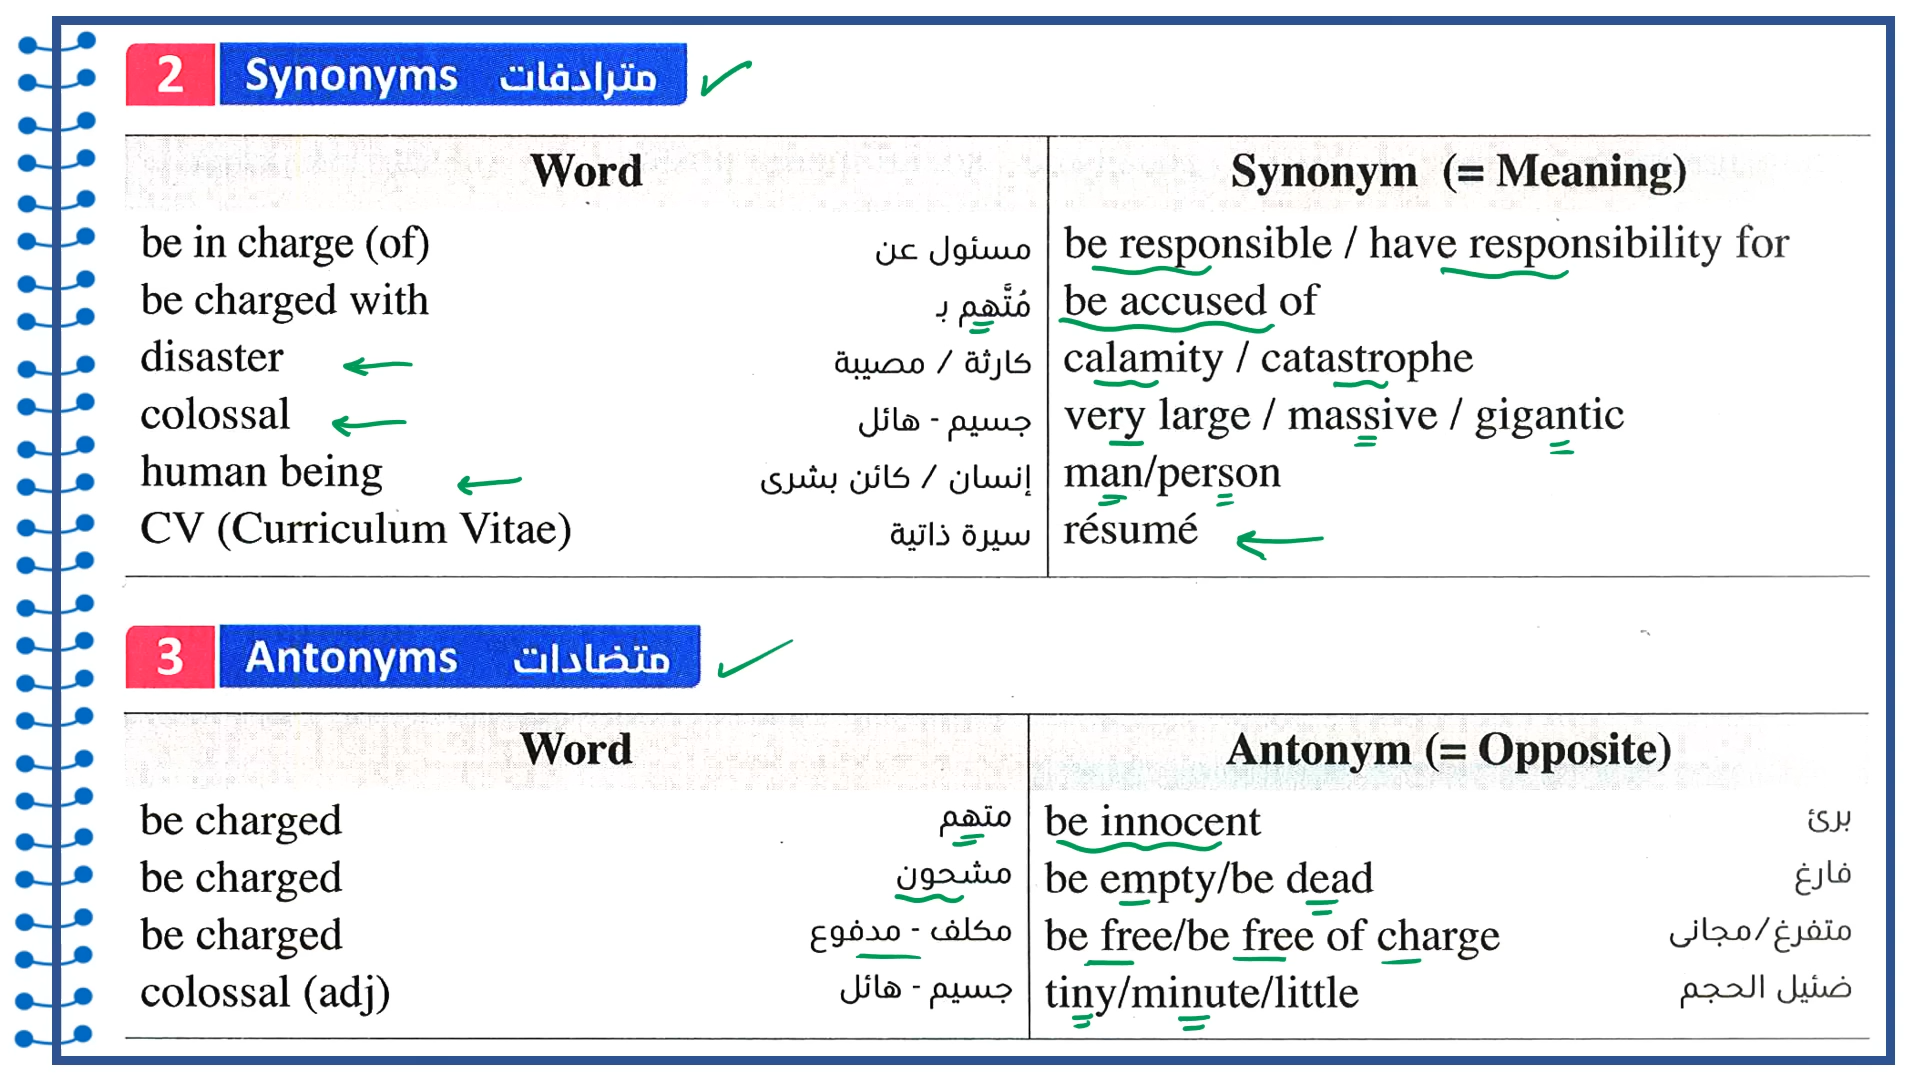 2 Synonyms مترادفات
Word Synonym (= Meaning)
be in charge (of) مسئول عن be responsible / have responsibility for
be charged with مُتَّهم بـ be accused of
disaster كارثة / مصيبة calamity / catastrophe
colossal جسيم - هائل very large / massive / gigantic
human being إنسان / كائن بشرى man/person
CV (Curriculum Vitae) سيرة ذاتية résumé
3 Antonyms متضادات
Word Antonym (= Opposite)
be charged متهم be innocent برئ
be charged مشحون be empty/be dead فارغ
be charged مكلف - مدفوع be free/be free of charge متفرغ/مجانى
colossal (adj) جسيم - هائل tiny/minute/little ضئيل الحجم